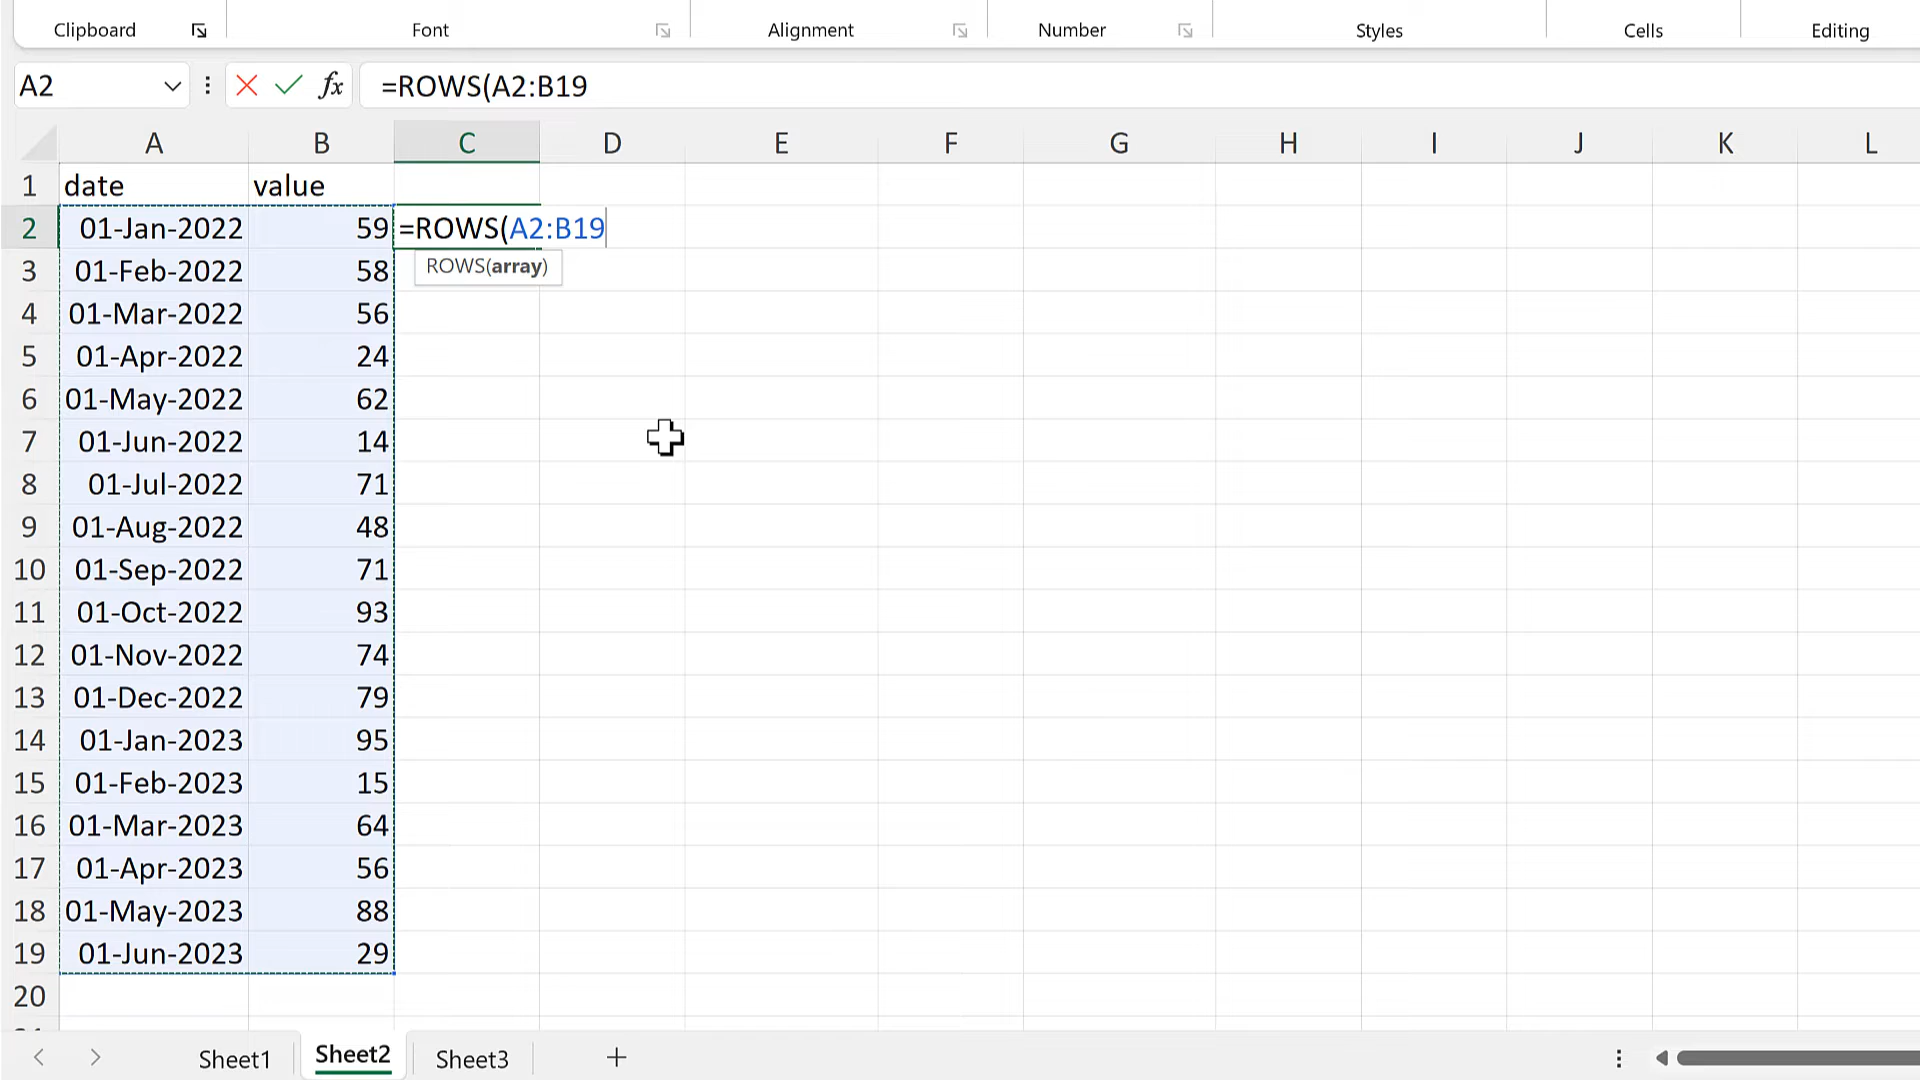 Clipboard Font Alignment Number Styles Cells Editing
A2 fx =ROWS(A2:B19
A B C D E F G H I J K L
1 date value
2 01-Jan-2022 59 =ROWS(A2:B19
ROWS(array)
3 01-Feb-2022 58
4 01-Mar-2022 56
5 01-Apr-2022 24
6 01-May-2022 62
7 01-Jun-2022 14
8 01-Jul-2022 71
9 01-Aug-2022 48
10 01-Sep-2022 71
11 01-Oct-2022 93
12 01-Nov-2022 74
13 01-Dec-2022 79
14 01-Jan-2023 95
15 01-Feb-2023 15
16 01-Mar-2023 64
17 01-Apr-2023 56
18 01-May-2023 88
19 01-Jun-2023 29
20
Sheet1 Sheet2 Sheet3